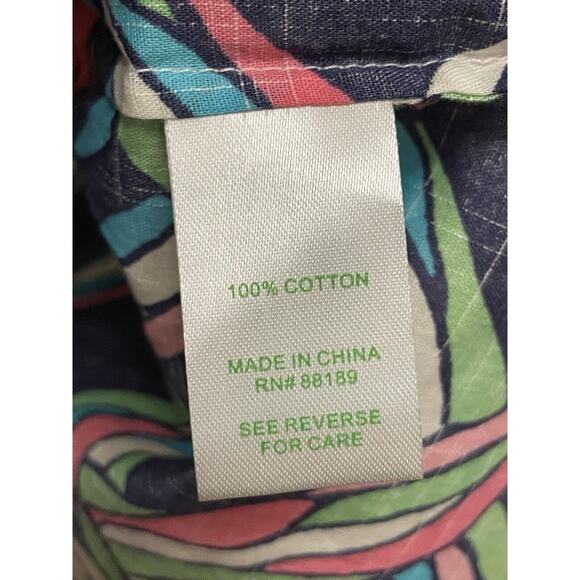 100% COTTON
MADE IN CHINA
RN# 88189
SEE REVERSE
FOR CARE